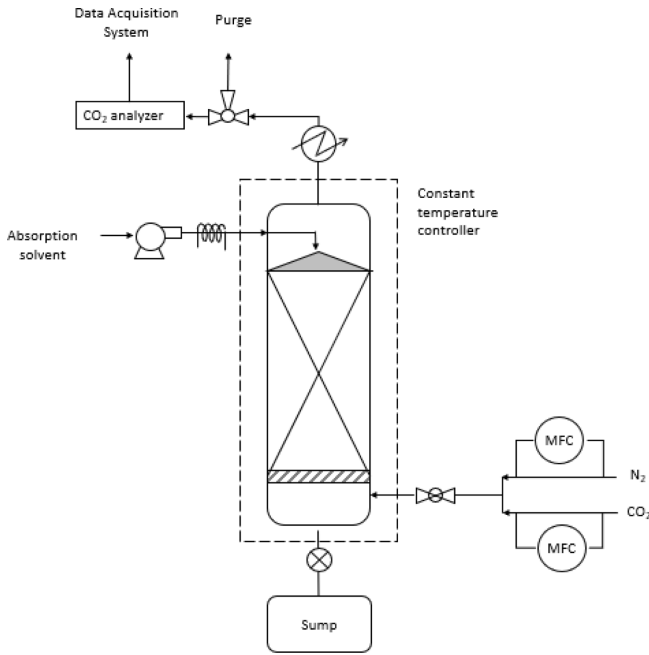 Data Acquisition
System
Purge
CO₂ analyzer
Constant
temperature
controller
Absorption
solvent
MFC
N₂
CO₂
MFC
Sump